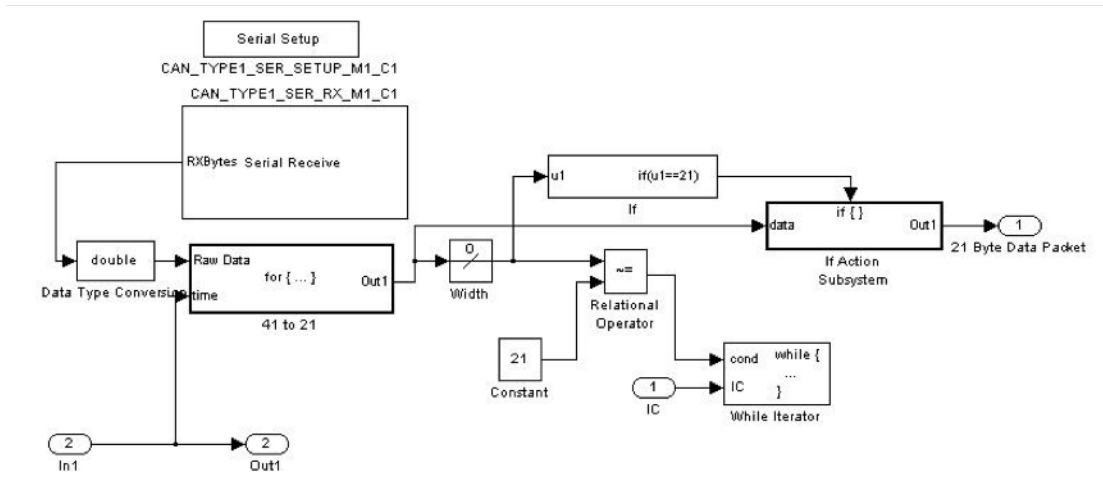 Serial Setup
CAN_TYPE1_SER_SETUP_M1_C1
CAN_TYPE1_SER_RX_M1_C1
RXBytes Serial Receive
u1 if(u1==21)
If
if { }
data Out1
If Action
Subsystem
1
21 Byte Data Packet
double
Data Type Conversion
Raw Data
for { ... } Out1
time
41 to 21
0
Width
~=
Relational
Operator
21
Constant
1
IC
cond while {
...
IC
}
While Iterator
2
In1
2
Out1